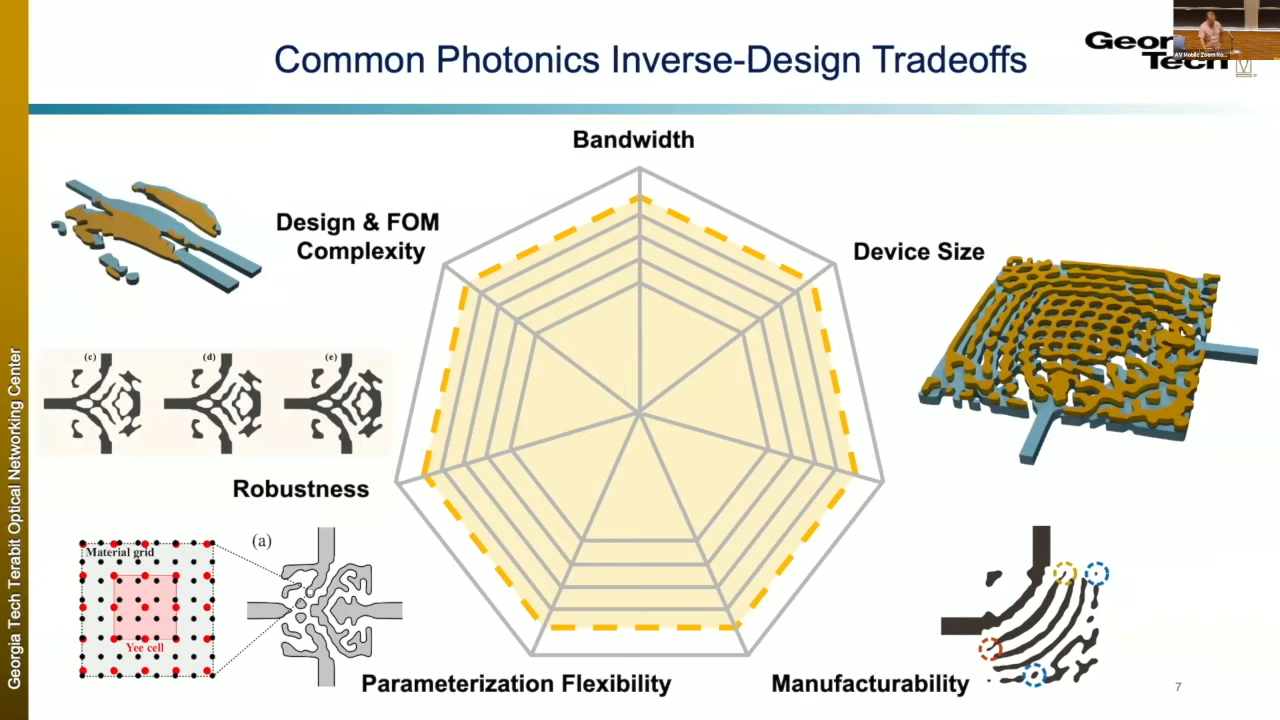 Common Photonics Inverse-Design Tradeoffs
Geor
Tech
Bandwidth
Design & FOM
Complexity
Device Size
(c)
(d)
(e)
Robustness
Material grid
Yee cell
(a)
Parameterization Flexibility
Manufacturability
7
Georgia Tech Terabit Optical Networking Center